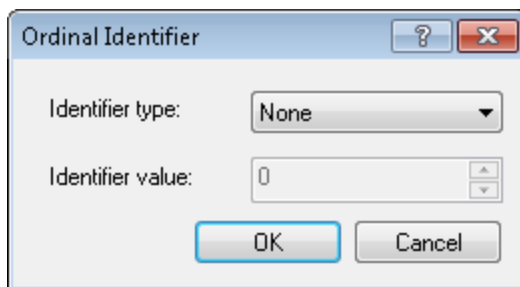 Ordinal Identifier
Identifier type: None
Identifier value: 0
OK Cancel